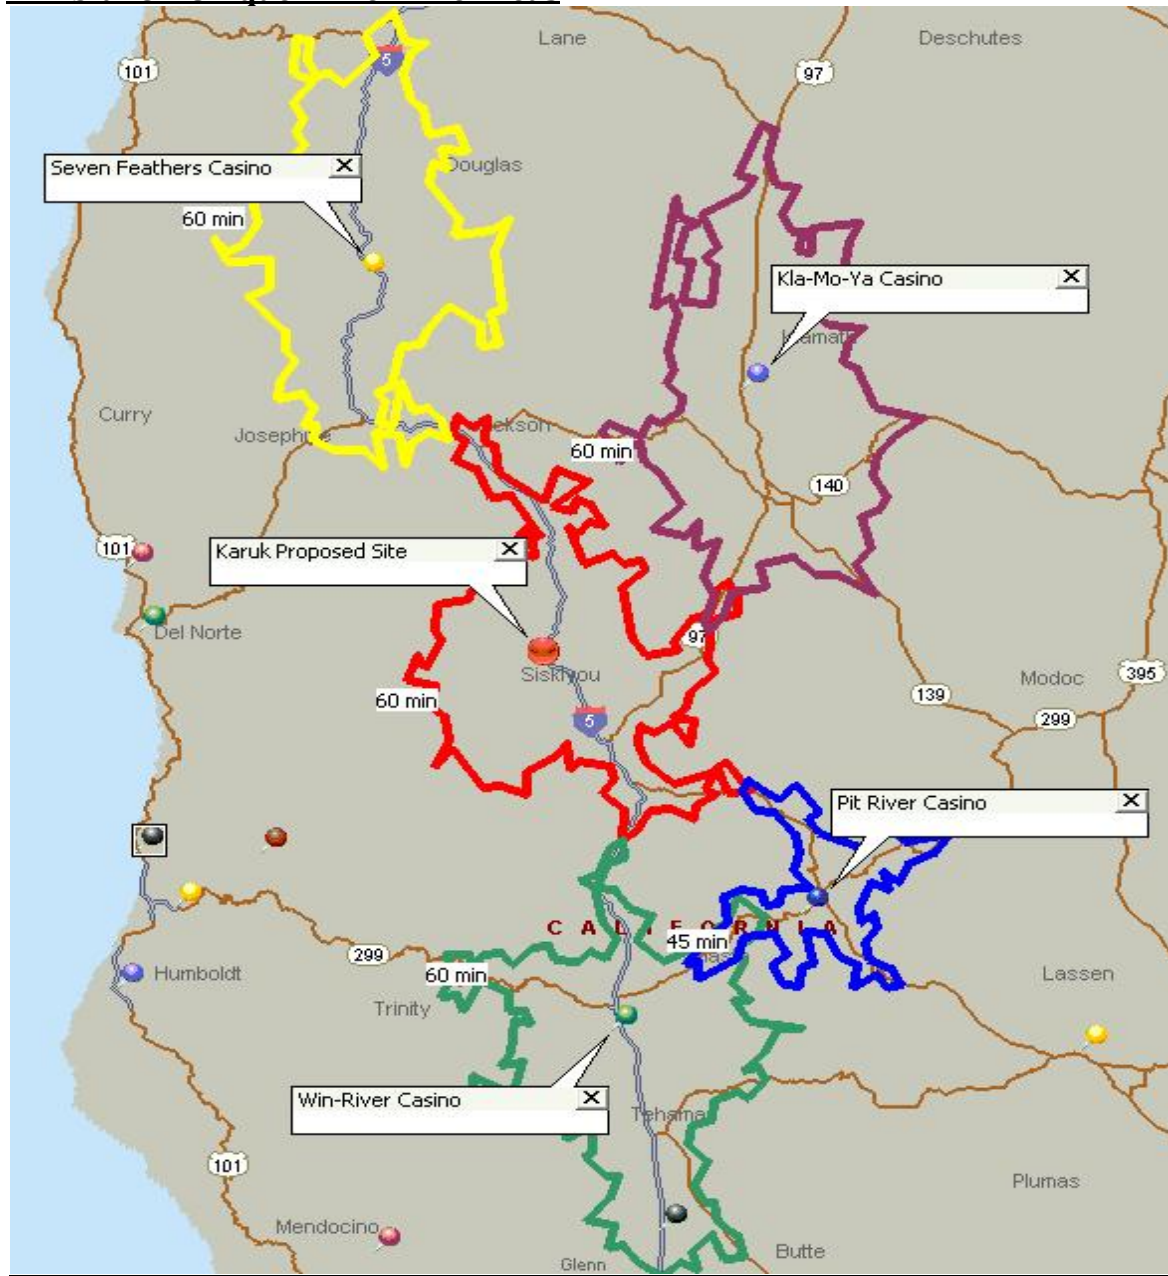 Lane
Deschutes
5
101
97
Seven Feathers Casino
Douglas
60 min
Kla-Mo-Ya Casino
Klamath
Curry
Josephine
60 min
140
101
Karuk Proposed Site
Del Norte
97
Siskiyou
60 min
Modoc
395
139
5
299
Pit River Casino
CALIFORNIA
45 min
299
60 min
Humboldt
Lassen
Trinity
Win-River Casino
Tehama
101
Plumas
Mendocino
Butte
Glenn